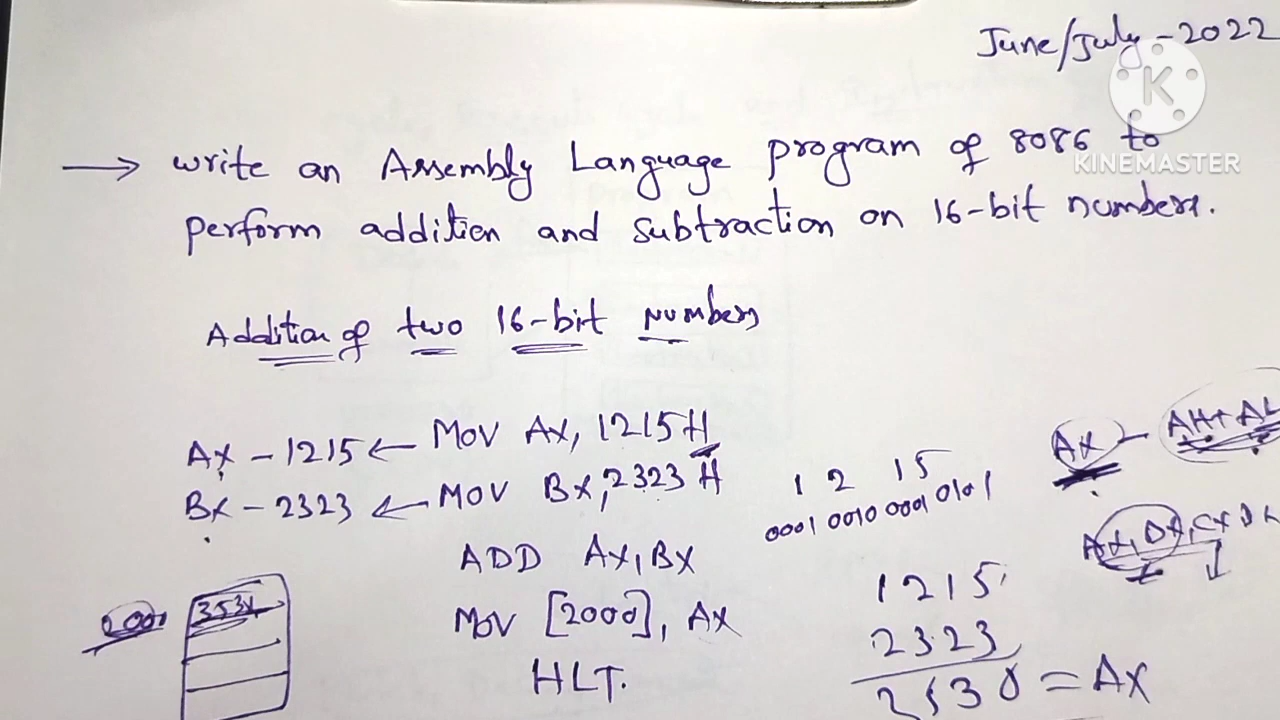 June/July-2022
KINEMASTER
→ Write an Assembly Language program of 8086 to
perform addition and subtraction on 16-bit numbers.
Addition of two 16-bit Numbers
AX - 1215 ← MOV AX, 1215H
BX - 2323 ← MOV BX, 2323H
ADD AX, BX
MOV [2000], AX
HLT.
2000
1 2 15
0001 0010 0001 0101
1215
2323
= AX
AX - AH+AL